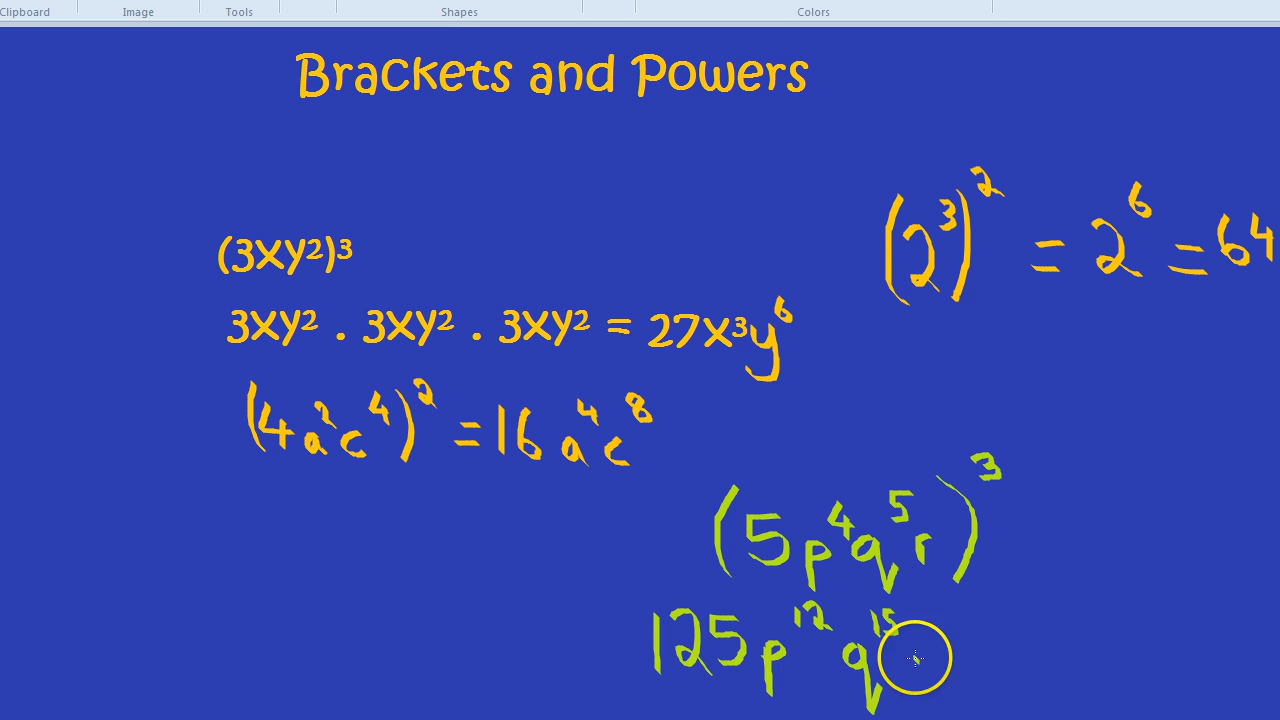 Clipboard Image Tools Shapes Colors
Brackets and Powers
(2³)² = 2⁶ = 64
(3xy²)³
3xy² . 3xy² . 3xy² = 27x³y⁶
(4a²c⁴)² = 16a⁴c⁸
(5p⁴q⁵r)³
125p¹²q¹⁵